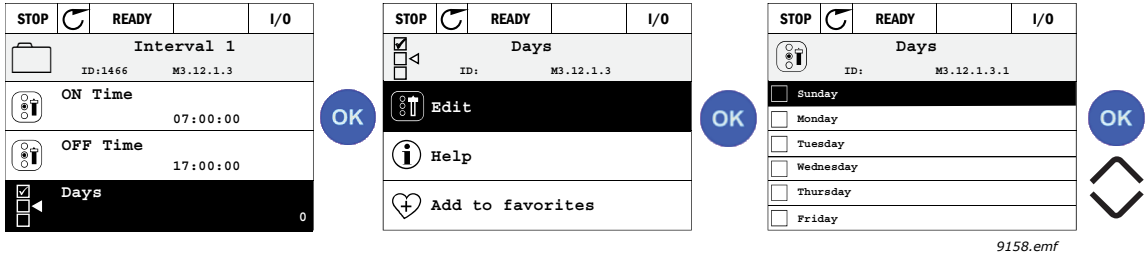 STOP READY I/O
Interval 1
ID:1466 M3.12.1.3
ON Time
07:00:00
OFF Time
17:00:00
Days
0
OK
STOP READY I/O
Days
ID: M3.12.1.3
Edit
Help
Add to favorites
OK
STOP READY I/O
Days
ID: M3.12.1.3.1
Sunday
Monday
Tuesday
Wednesday
Thursday
Friday
OK
9158.emf